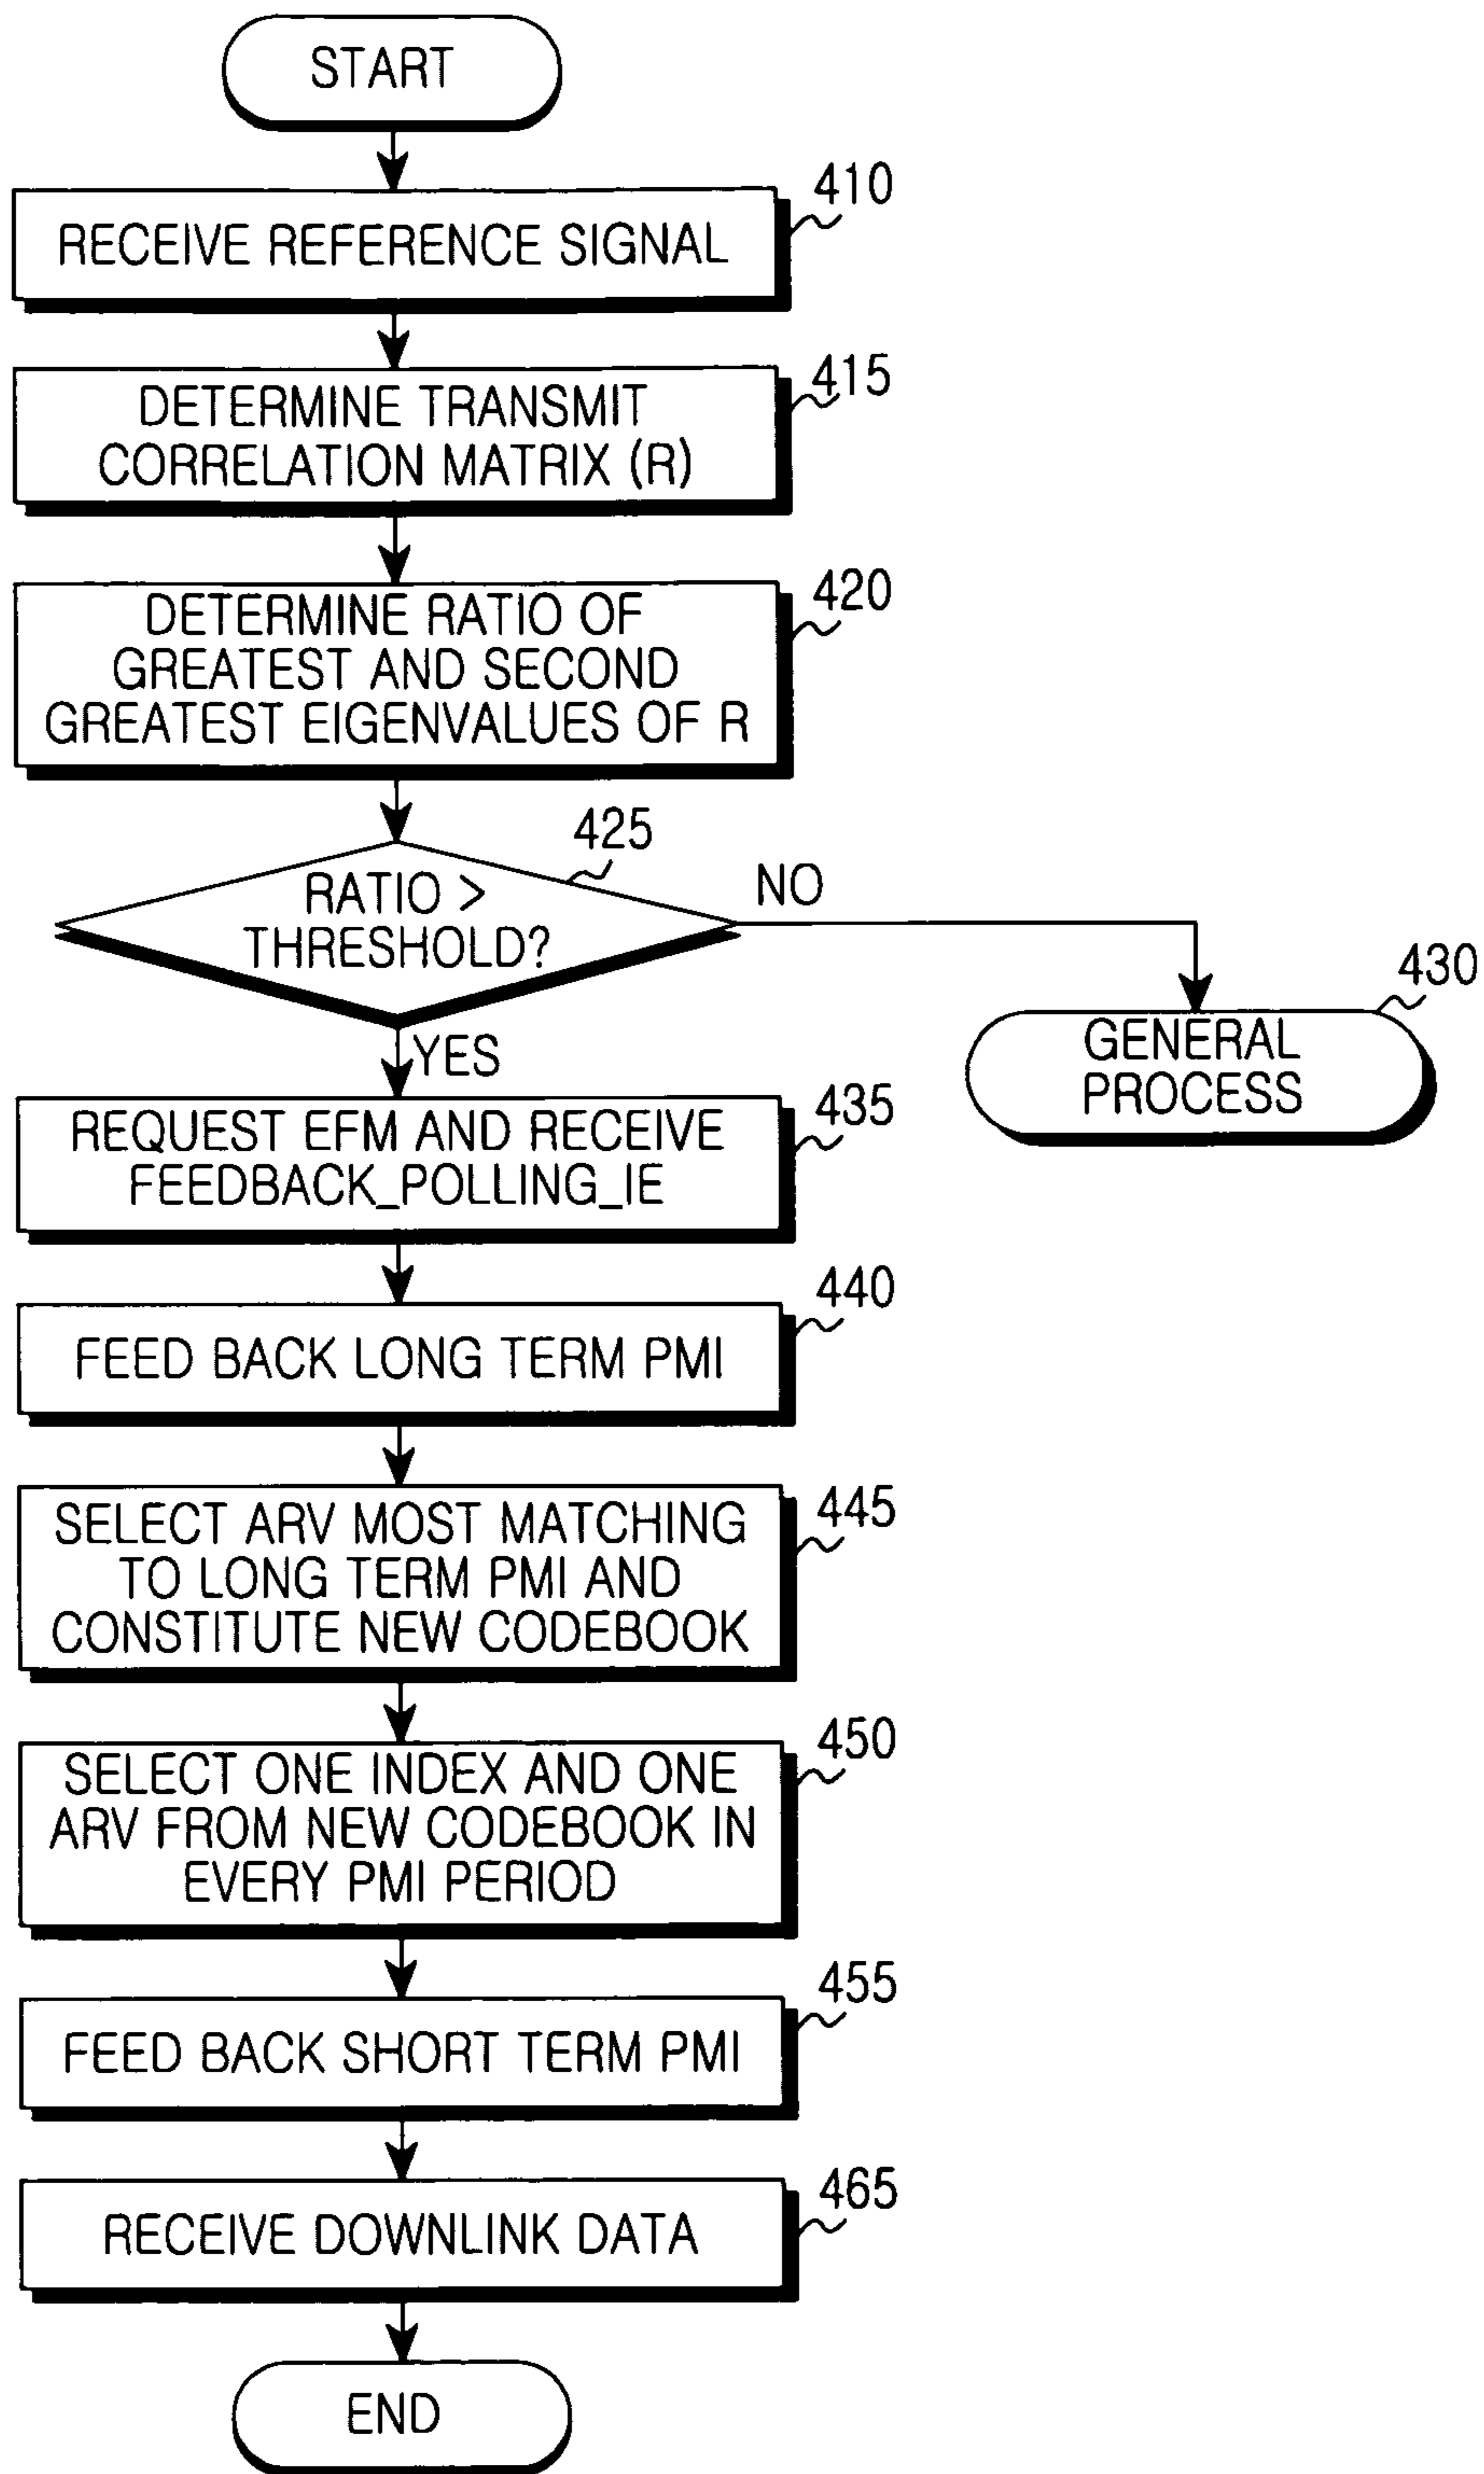 START
410
RECEIVE REFERENCE SIGNAL
415
DETERMINE TRANSMIT
CORRELATION MATRIX (R)
420
DETERMINE RATIO OF
GREATEST AND SECOND
GREATEST EIGENVALUES OF R
425
RATIO >
THRESHOLD?
NO
430
GENERAL
PROCESS
YES
435
REQUEST EFM AND RECEIVE
FEEDBACK_POLLING_IE
440
FEED BACK LONG TERM PMI
445
SELECT ARV MOST MATCHING
TO LONG TERM PMI AND
CONSTITUTE NEW CODEBOOK
450
SELECT ONE INDEX AND ONE
ARV FROM NEW CODEBOOK IN
EVERY PMI PERIOD
455
FEED BACK SHORT TERM PMI
465
RECEIVE DOWNLINK DATA
END